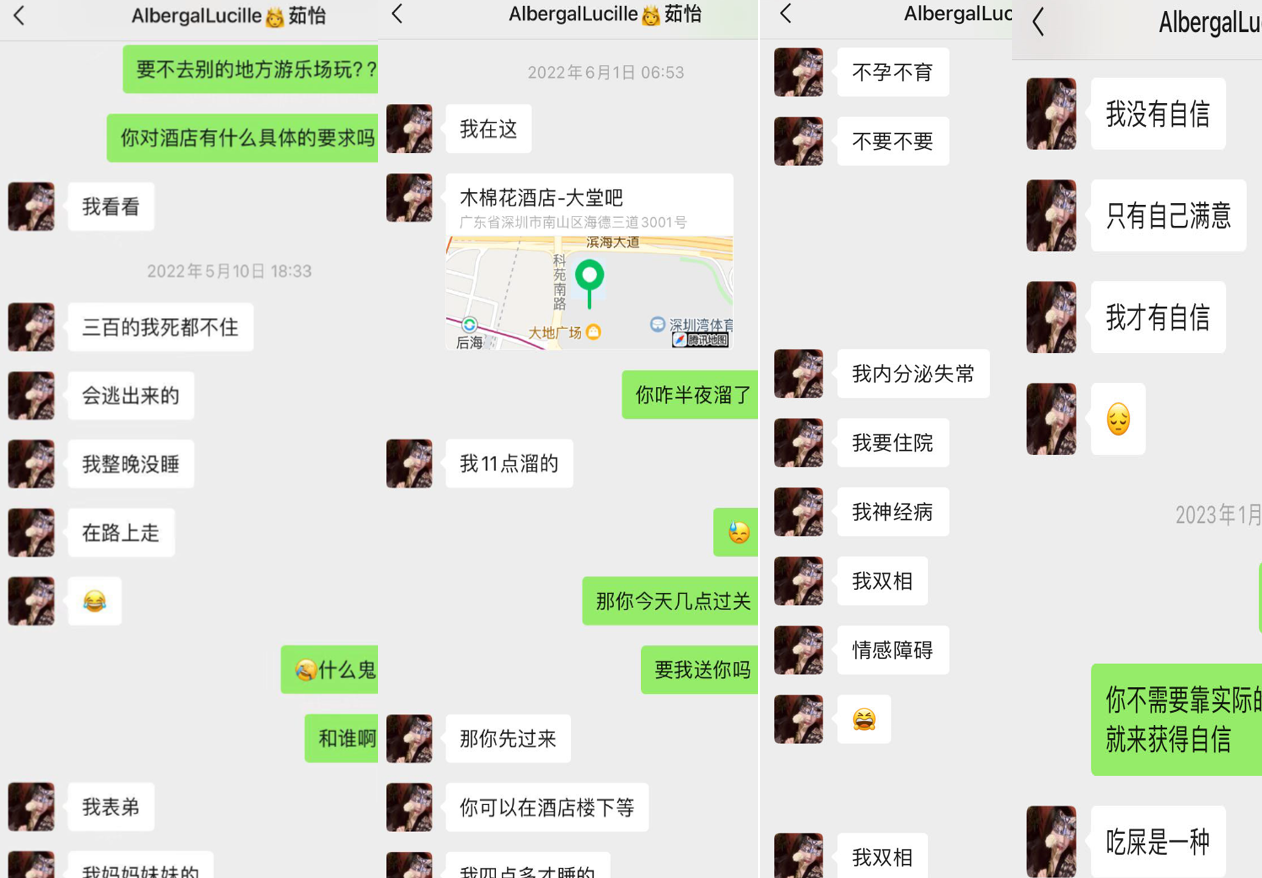 AlbergalLucille👸茹怡
要不去别的地方游乐场玩??
你对酒店有什么具体的要求吗
我看看
2022年5月10日 18:33
三百的我死都不住
会逃出来的
我整晚没睡
在路上走
😂
🤣什么鬼
和谁啊
我表弟
我妈妈妹妹的
AlbergalLucille👸茹怡
2022年6月1日 06:53
我在这
木棉花酒店-大堂吧
广东省深圳市南山区海德三道3001号
滨海大道
科苑南路
大地广场
深圳湾体育
后海
腾讯地图
你咋半夜溜了
我11点溜的
😓
那你今天几点过关
要我送你吗
那你先过来
你可以在酒店楼下等
我四点多才睡的
AlbergalLuc
不孕不育
不要不要
我内分泌失常
我要住院
我神经病
我双相
情感障碍
😆
我双相
AlbergalLu
我没有自信
只有自己满意
我才有自信
😔
2023年1月
你不需要靠实际的
就来获得自信
吃屎是一种